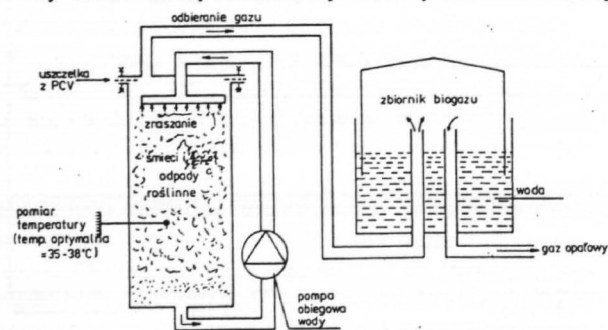 odbieranie gazu
uszczelka
z PCV
zbiornik biogazu
zraszanie
śmieci i
odpady
roślinne
woda
pomiar
temperatury
(temp. optymalna
=35-38°C)
gaz opałowy
pompa
obiegowa
wody